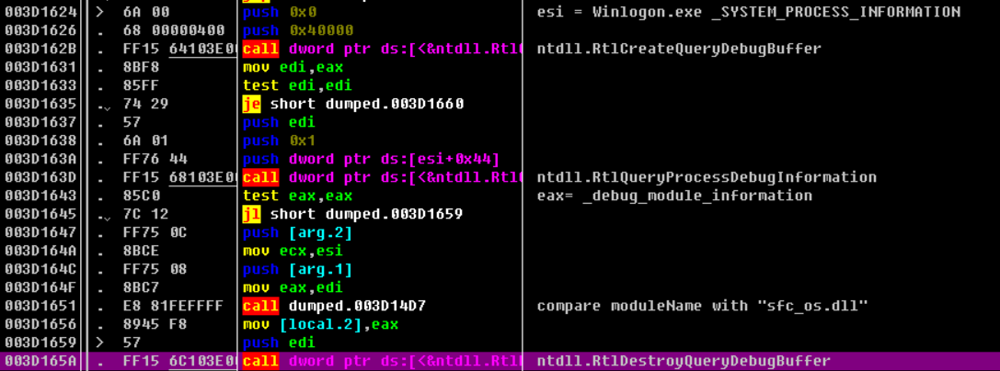 003D1624 > 6A 00 push 0x0 esi = Winlogon.exe _SYSTEM_PROCESS_INFORMATION
003D1626 . 68 00000400 push 0x40000
003D162B . FF15 64103E00 call dword ptr ds:[<&ntdll.RtlC ntdll.RtlCreateQueryDebugBuffer
003D1631 . 8BF8 mov edi,eax
003D1633 . 85FF test edi,edi
003D1635 .⌄ 74 29 je short dumped.003D1660
003D1637 . 57 push edi
003D1638 . 6A 01 push 0x1
003D163A . FF76 44 push dword ptr ds:[esi+0x44]
003D163D . FF15 68103E00 call dword ptr ds:[<&ntdll.RtlQ ntdll.RtlQueryProcessDebugInformation
003D1643 . 85C0 test eax,eax eax= _debug_module_information
003D1645 .⌄ 7C 12 jl short dumped.003D1659
003D1647 . FF75 0C push [arg.2]
003D164A . 8BCE mov ecx,esi
003D164C . FF75 08 push [arg.1]
003D164F . 8BC7 mov eax,edi
003D1651 . E8 81FEFFFF call dumped.003D14D7 compare moduleName with "sfc_os.dll"
003D1656 . 8945 F8 mov [local.2],eax
003D1659 > 57 push edi
003D165A . FF15 6C103E00 call dword ptr ds:[<&ntdll.RtlD ntdll.RtlDestroyQueryDebugBuffer